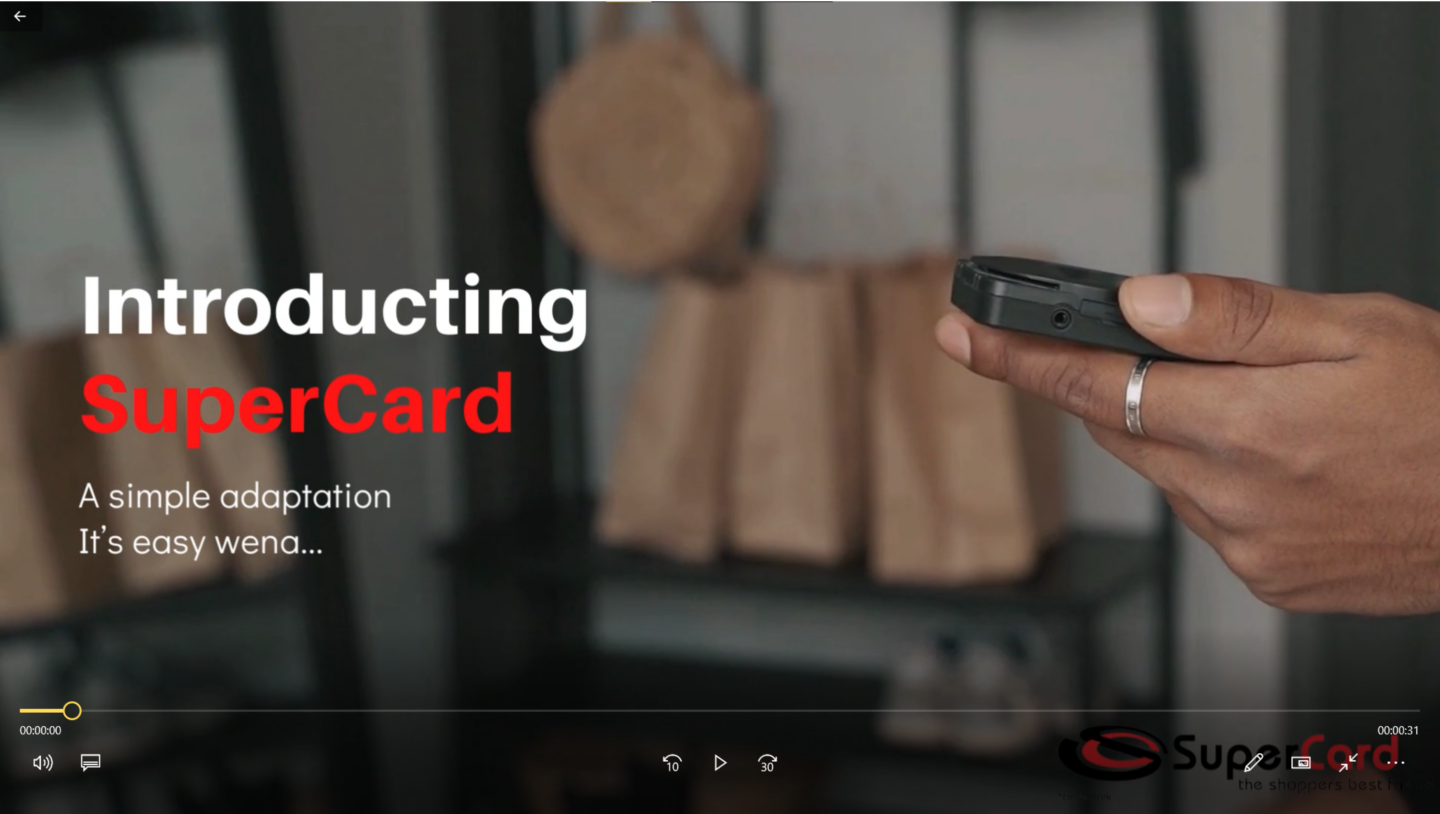 Introducting
SuperCard
A simple adaptation
It's easy wena...
00:00:00
00:00:31
10
30
SuperCard
the shoppers best